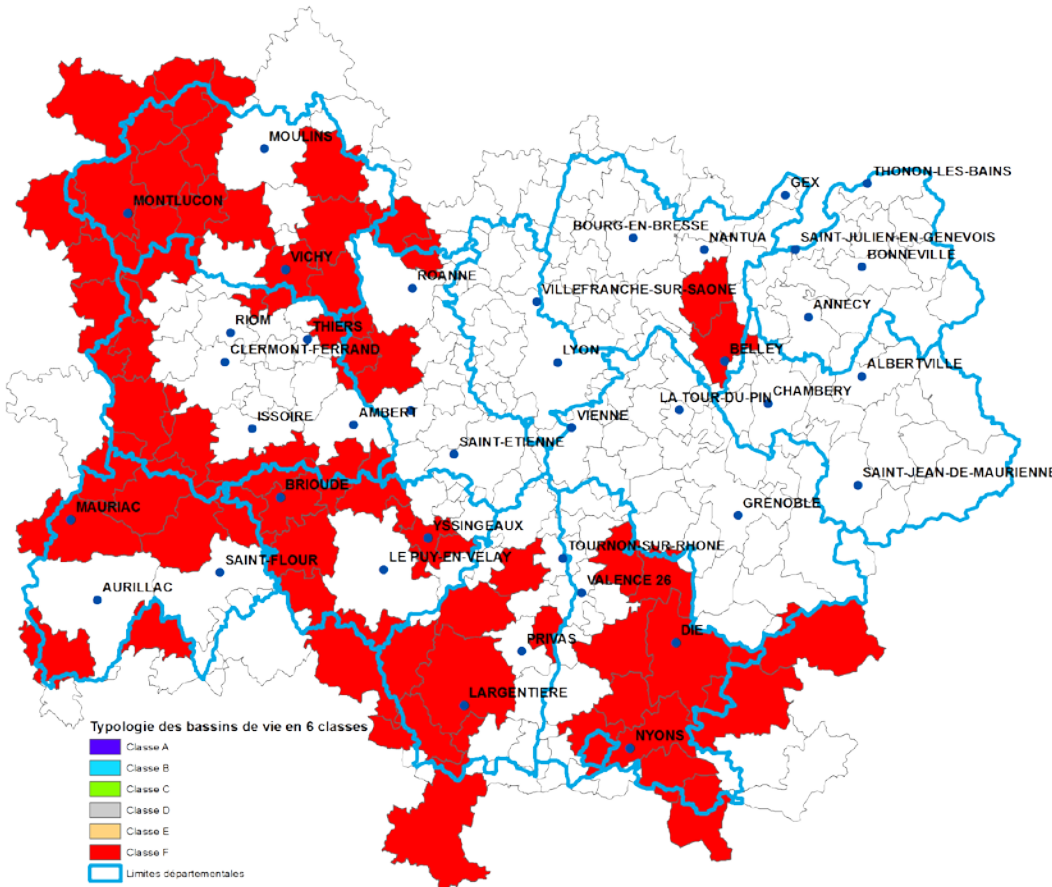 MOULINS
THONON-LES-BAINS
GEX
MONTLUCON
BOURG-EN-BRESSE
NANTUA
SAINT-JULIEN-EN-GENEVOIS
BONNEVILLE
VICHY
ROANNE
VILLEFRANCHE-SUR-SAONE
ANNECY
RIOM
THIERS
CLERMONT-FERRAND
LYON
BELLEY
ALBERTVILLE
CHAMBERY
LA TOUR-DU-PIN
ISSOIRE
AMBERT
VIENNE
SAINT-ETIENNE
SAINT-JEAN-DE-MAURIENNE
BRIOUDE
MAURIAC
GRENOBLE
YSSINGEAUX
SAINT-FLOUR
LE PUY-EN-VELAY
TOURNON-SUR-RHONE
AURILLAC
VALENCE 26
PRIVAS
DIE
LARGENTIERE
NYONS
Typologie des bassins de vie en 6 classes
Classe A
Classe B
Classe C
Classe D
Classe E
Classe F
Limites départementales